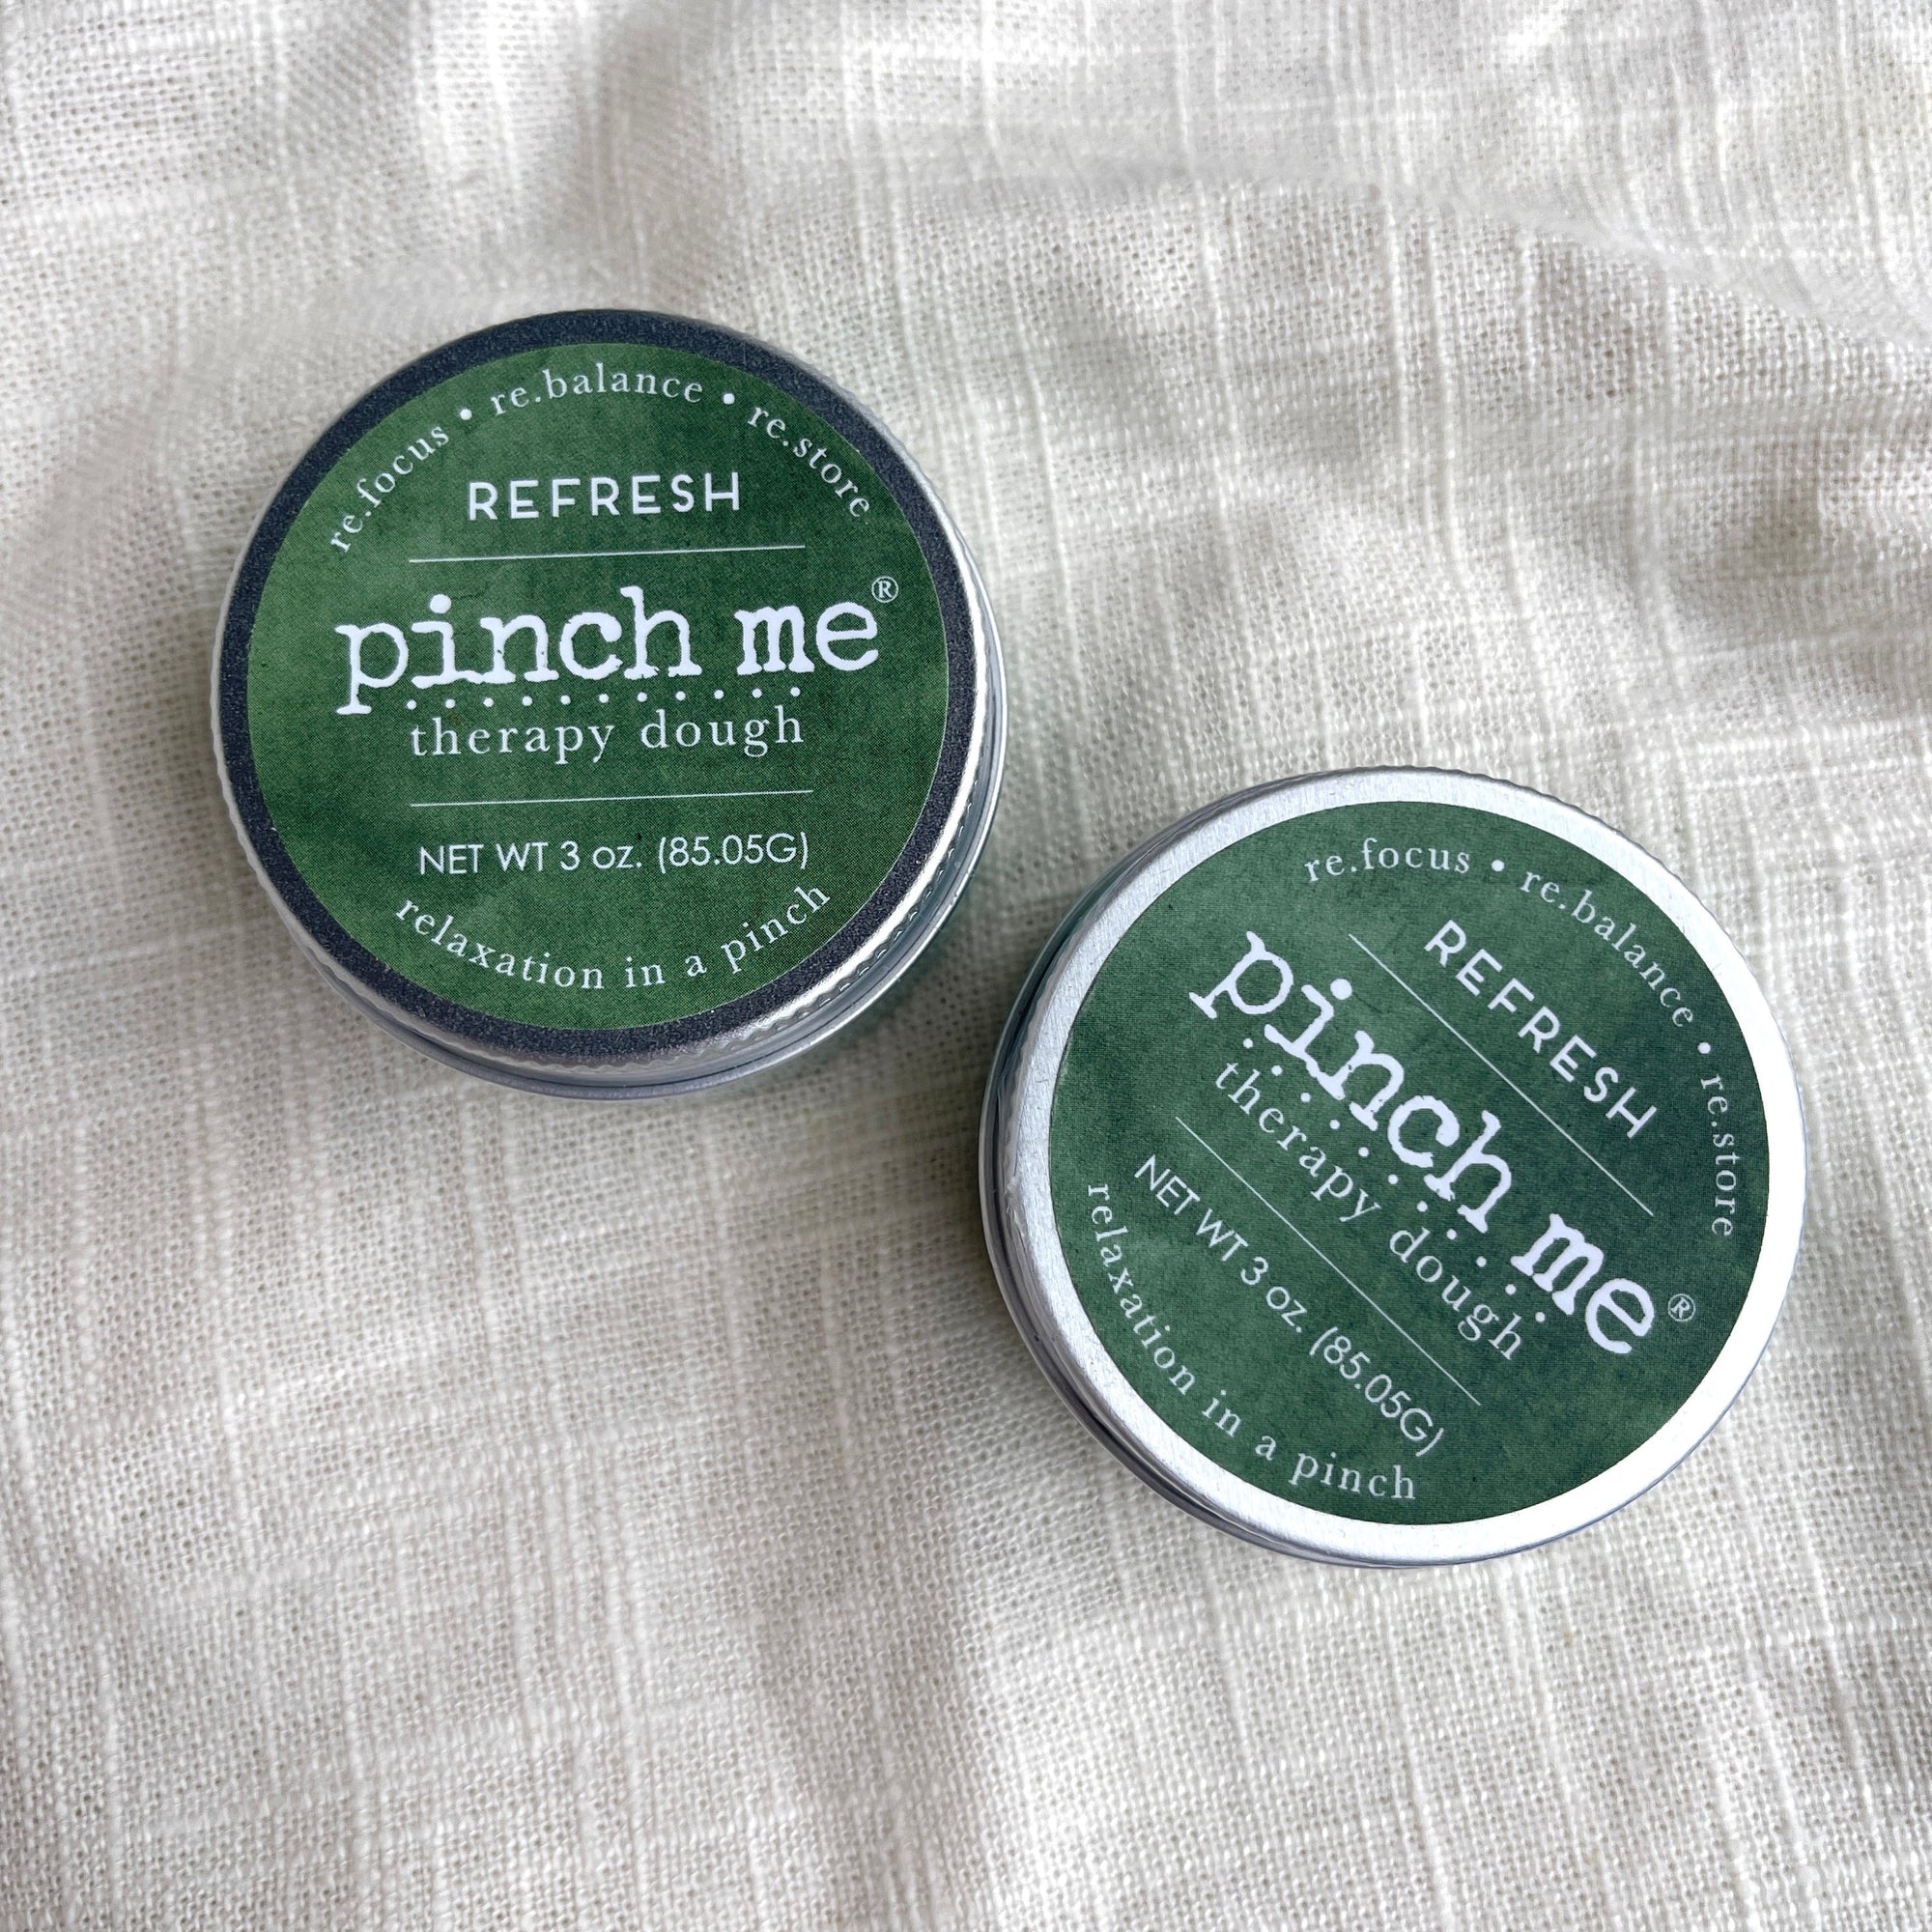 re.focus • re.balance • re.store
REFRESH
pinch me®
therapy dough
NET WT 3 oz. (85.05G)
relaxation in a pinch
re.focus • re.balance • re.store
REFRESH
pinch me®
therapy dough
NET WT 3 oz. (85.05G)
relaxation in a pinch